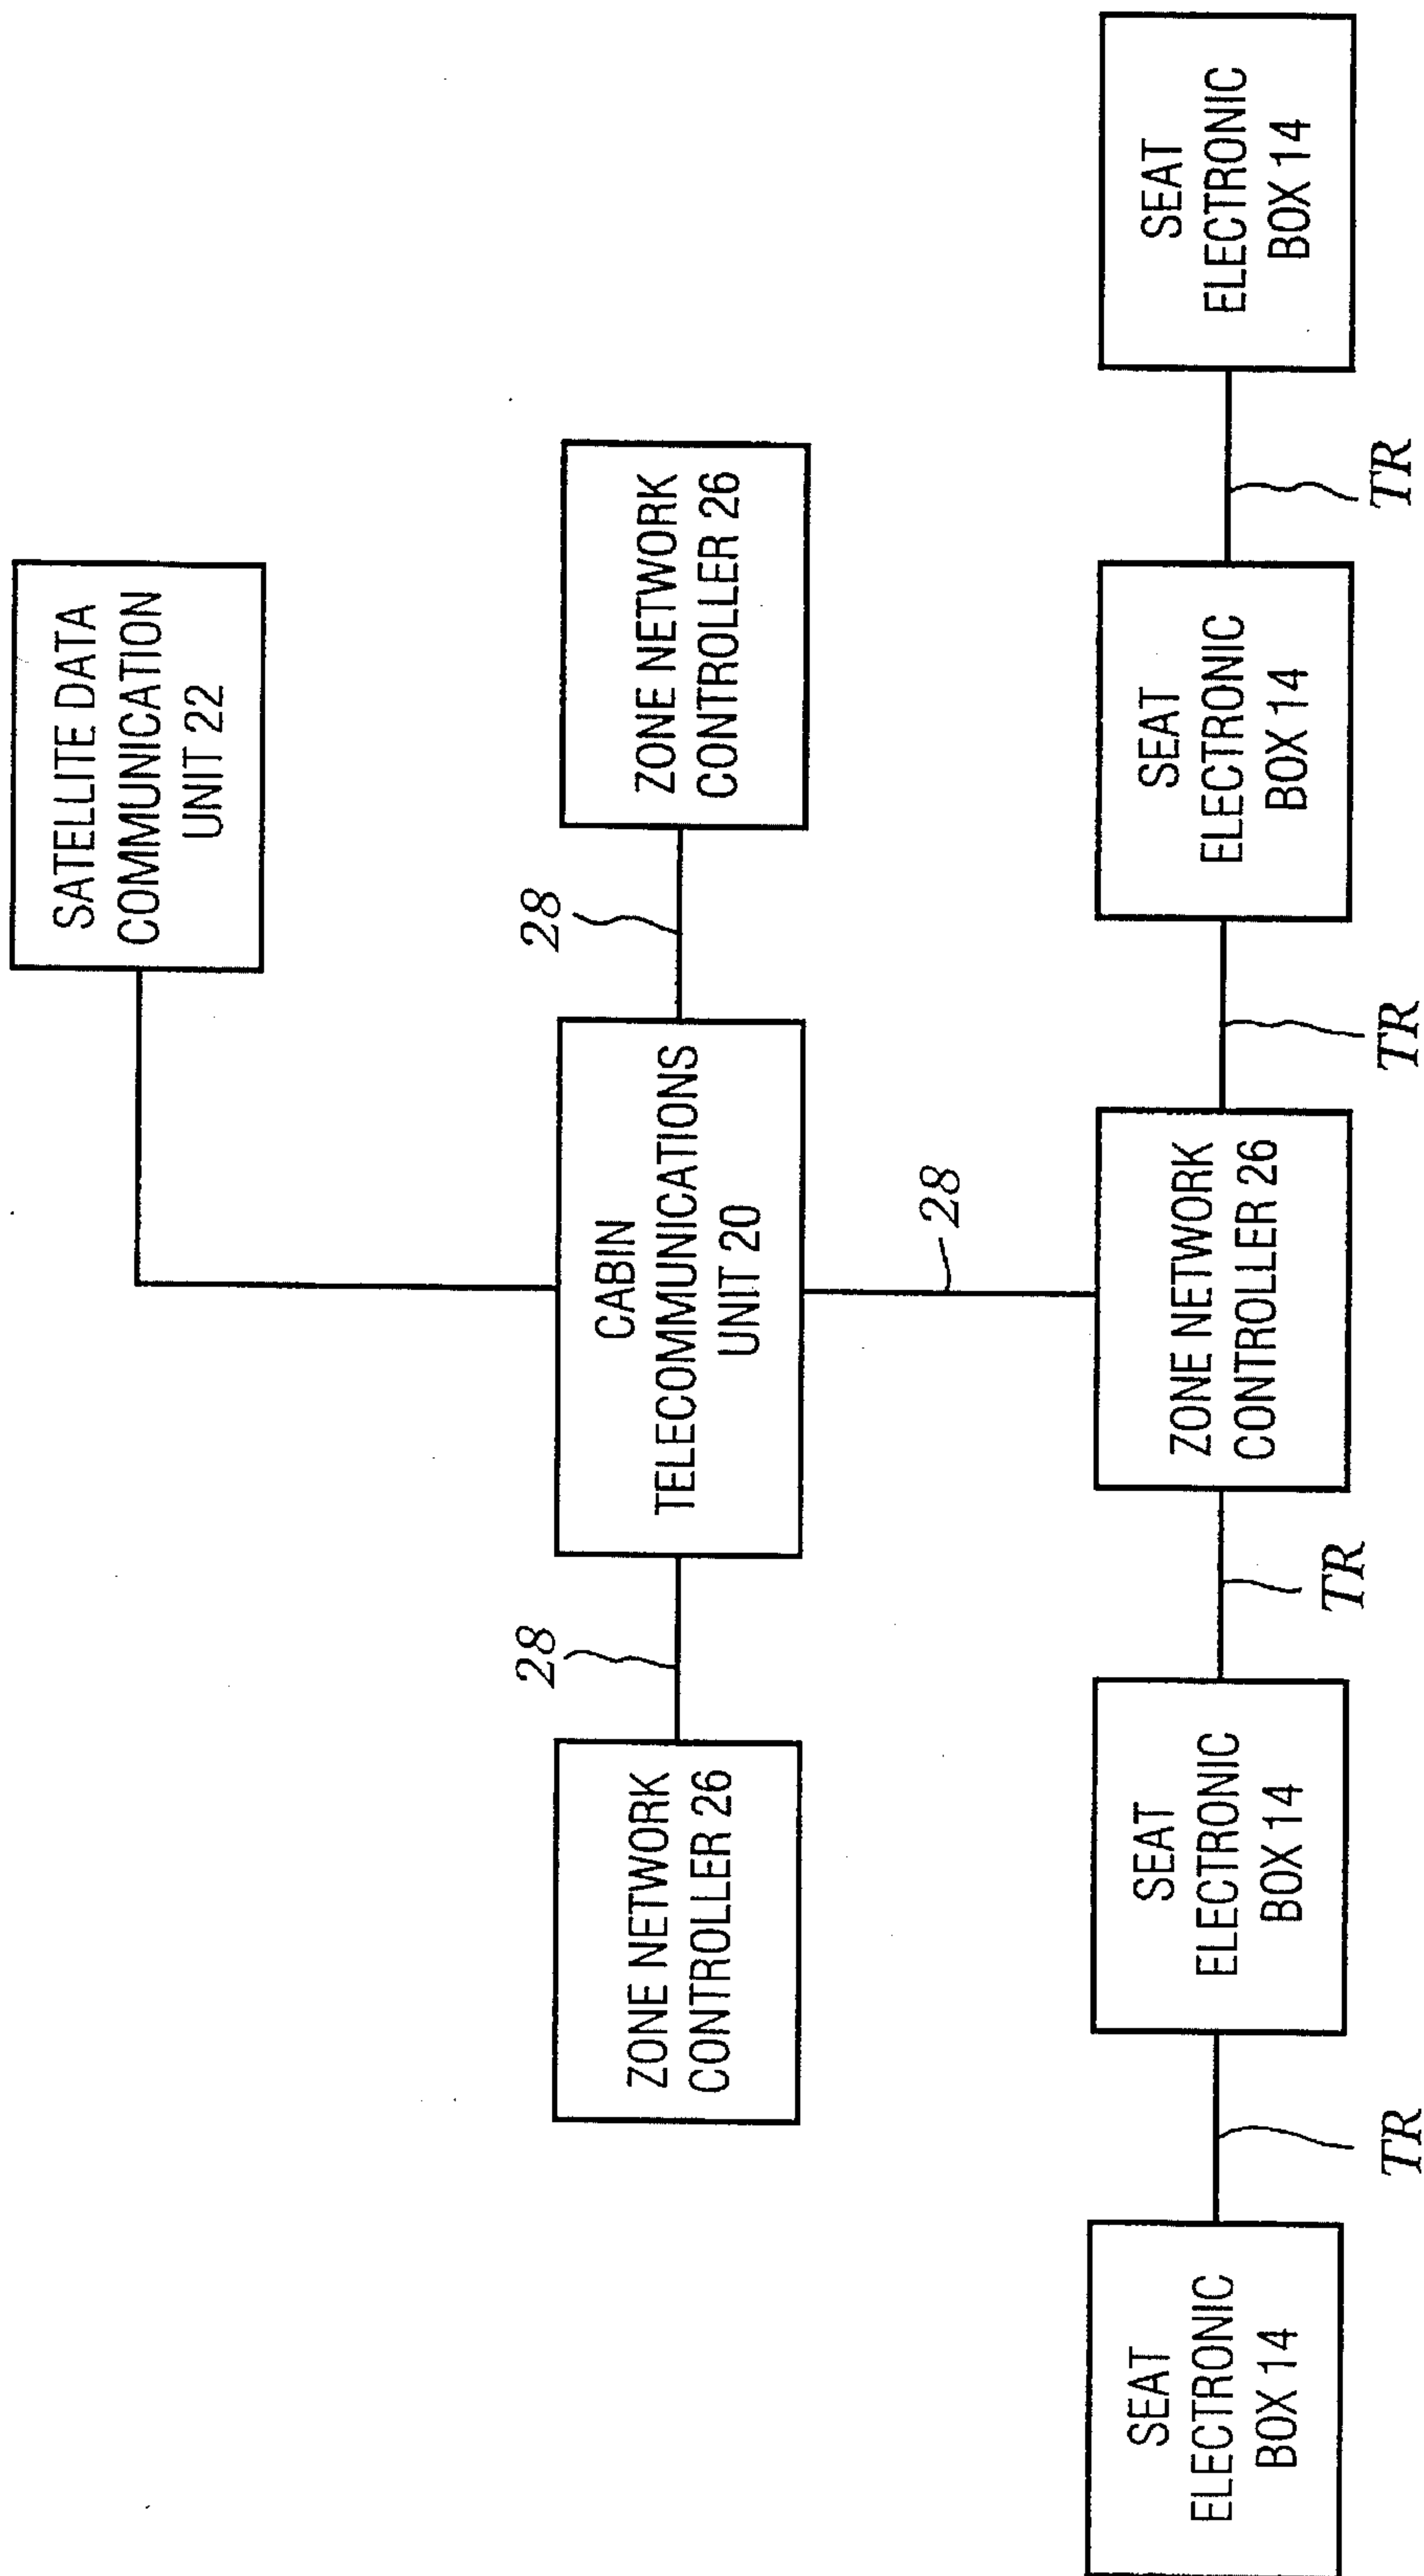 SATELLITE DATA
COMMUNICATION
UNIT 22
28
28
ZONE NETWORK
CONTROLLER 26
CABIN
TELECOMMUNICATIONS
UNIT 20
ZONE NETWORK
CONTROLLER 26
28
SEAT
ELECTRONIC
BOX 14
SEAT
ELECTRONIC
BOX 14
ZONE NETWORK
CONTROLLER 26
SEAT
ELECTRONIC
BOX 14
SEAT
ELECTRONIC
BOX 14
TR
TR
TR
TR